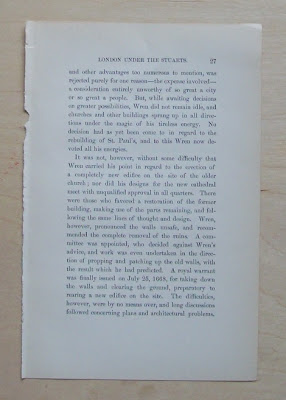 LONDON UNDER THE STUARTS. 27
and other advantages too numerous to mention, was
rejected purely for one reason—the expense involved—
a consideration entirely unworthy of so great a city
or so great a people. But, while awaiting decisions
on greater possibilities, Wren did not remain idle, and
churches and other buildings sprang up in all direc-
tions under the magic of his tireless energy. No
decision had as yet been come to in regard to the
rebuilding of St. Paul's, and to this Wren now de-
voted all his energies.
It was not, however, without some difficulty that
Wren carried his point in regard to the erection of
a completely new edifice on the site of the older
church; nor did his designs for the new cathedral
meet with unqualified approval in all quarters. There
were those who favored a restoration of the former
building, making use of the parts remaining, and fol-
lowing the same lines of thought and design. Wren,
however, pronounced the walls unsafe, and recom-
mended the complete removal of the ruins. A com-
mittee was appointed, who decided against Wren's
advice, and work was even undertaken in the direc-
tion of propping and patching up the old walls, with
the result which he had predicted. A royal warrant
was finally issued on July 25, 1668, for taking down
the walls and clearing the ground, preparatory to
rearing a new edifice on the site. The difficulties,
however, were by no means over, and long discussions
followed concerning plans and architectural problems,